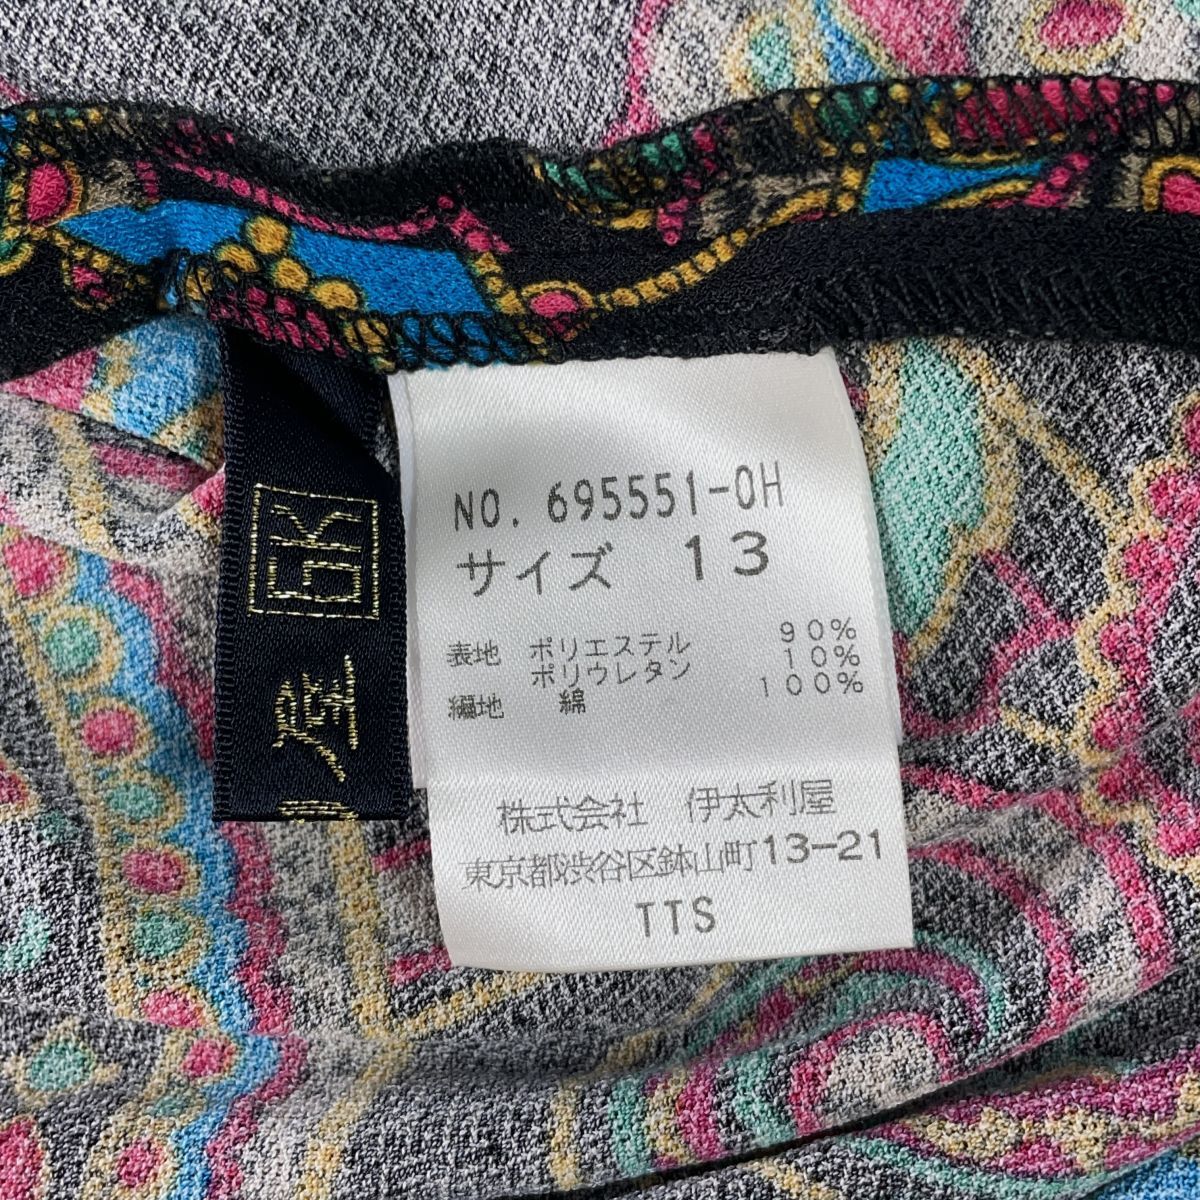 NO. 695551-0H
サイズ 13
表地 ポリエステル 90%
ポリウレタン 10%
編地 綿 100%
株式会社 伊太利屋
東京都渋谷区鉢山町13-21
TTS
GK
屋